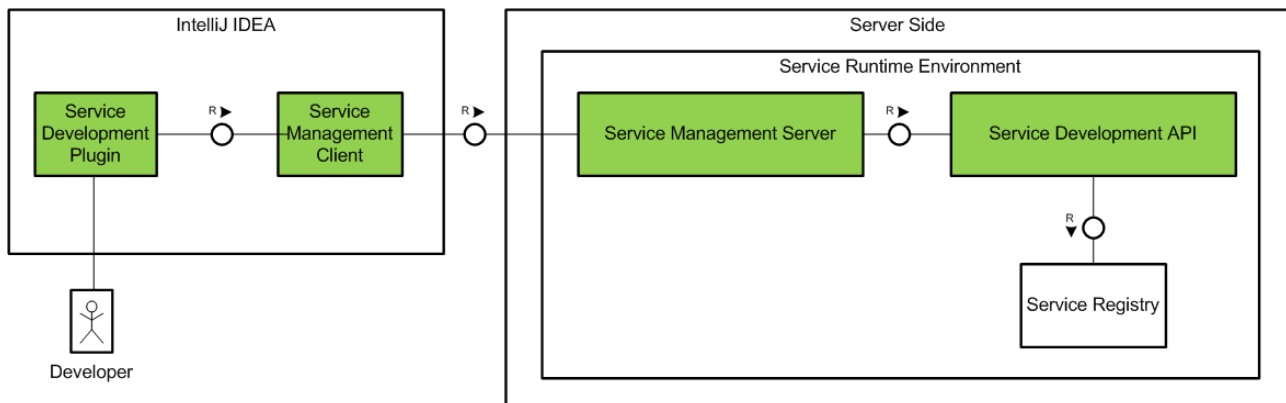 IntelliJ IDEA
Server Side
Service Runtime Environment
R
R
R
Service
Development
Plugin
Service
Management
Client
Service Management Server
Service Development API
R
Service Registry
Developer